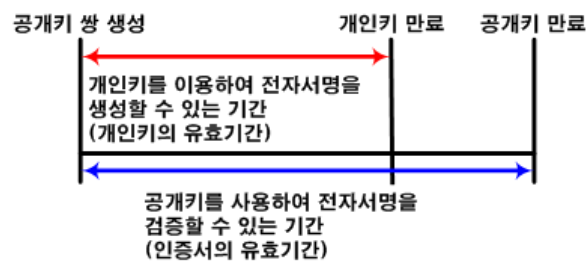 공개키 쌍 생성
개인키 만료
공개키 만료
개인키를 이용하여 전자서명을
생성할 수 있는 기간
(개인키의 유효기간)
공개키를 사용하여 전자서명을
검증할 수 있는 기간
(인증서의 유효기간)